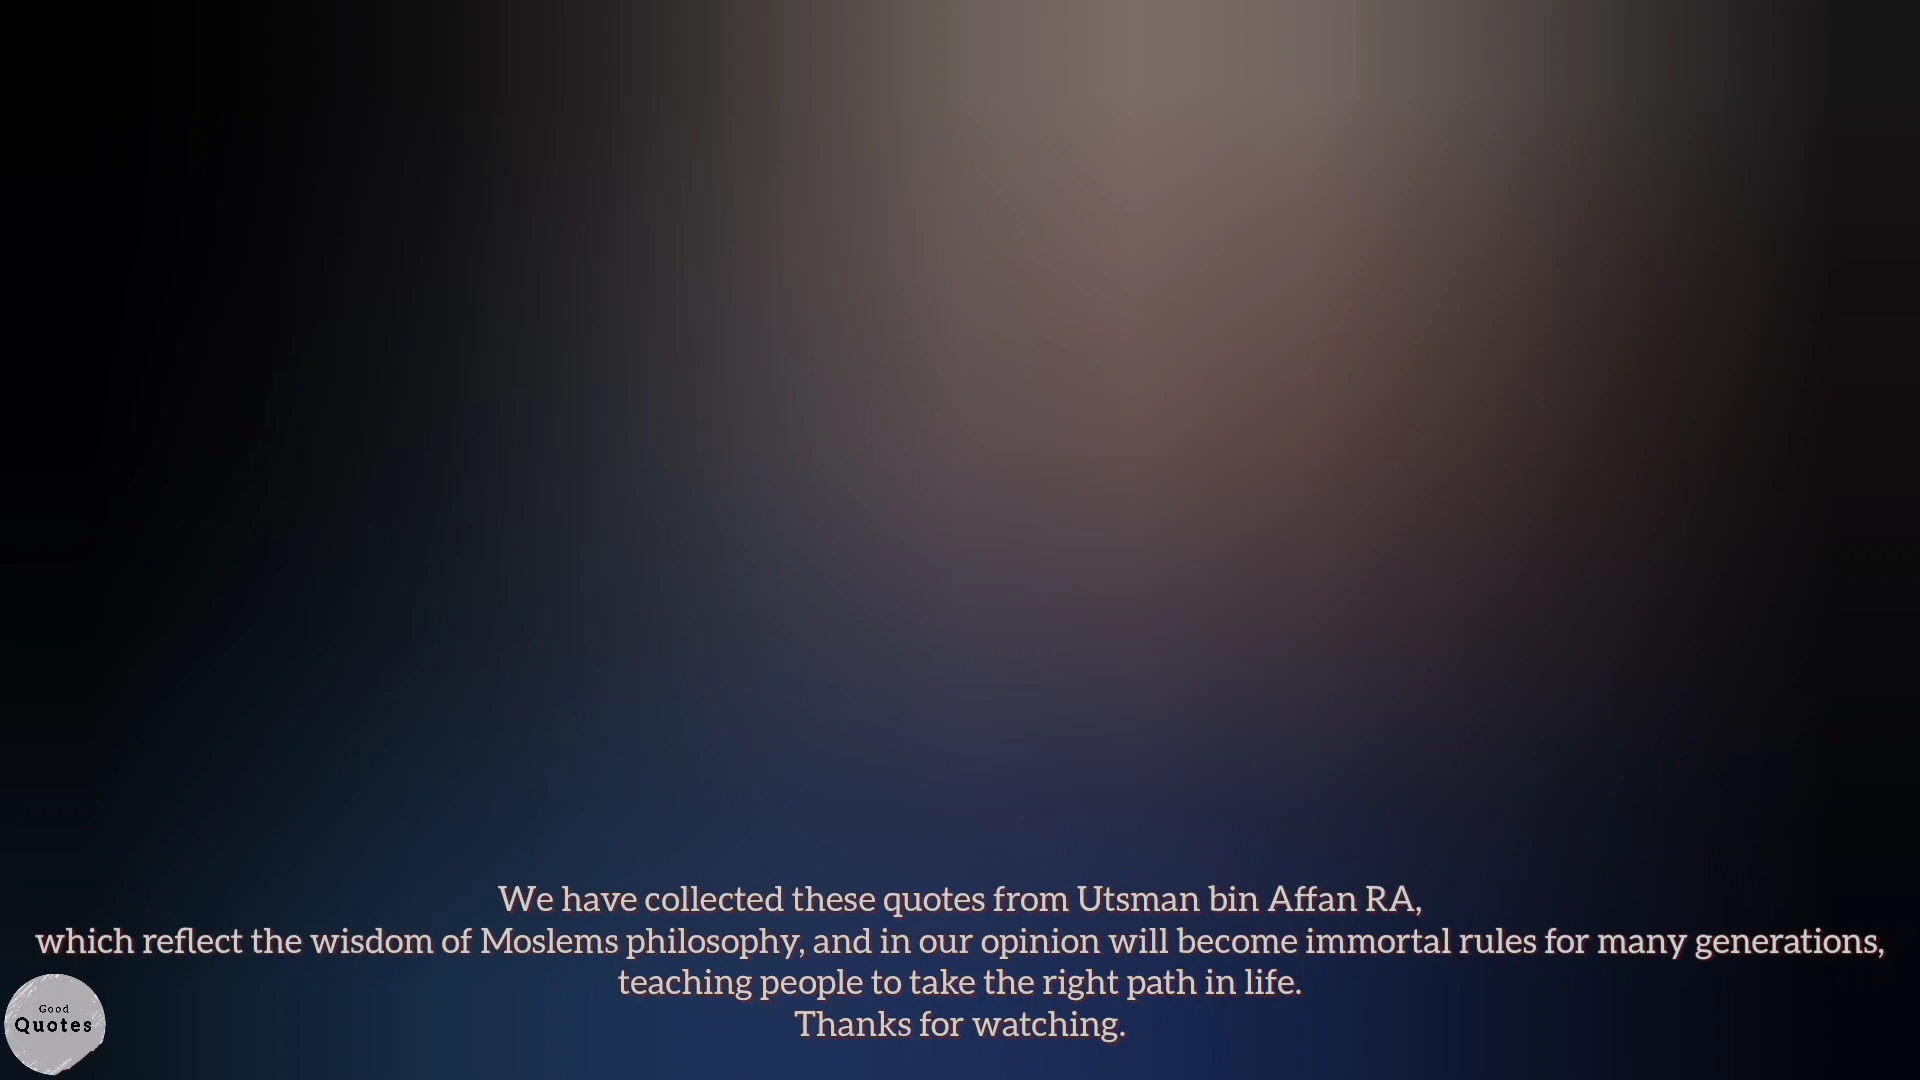 We have collected these quotes from Utsman bin Affan RA,
which reflect the wisdom of Moslems philosophy, and in our opinion will become immortal rules for many generations,
teaching people to take the right path in life.
Thanks for watching.
Good
Quotes